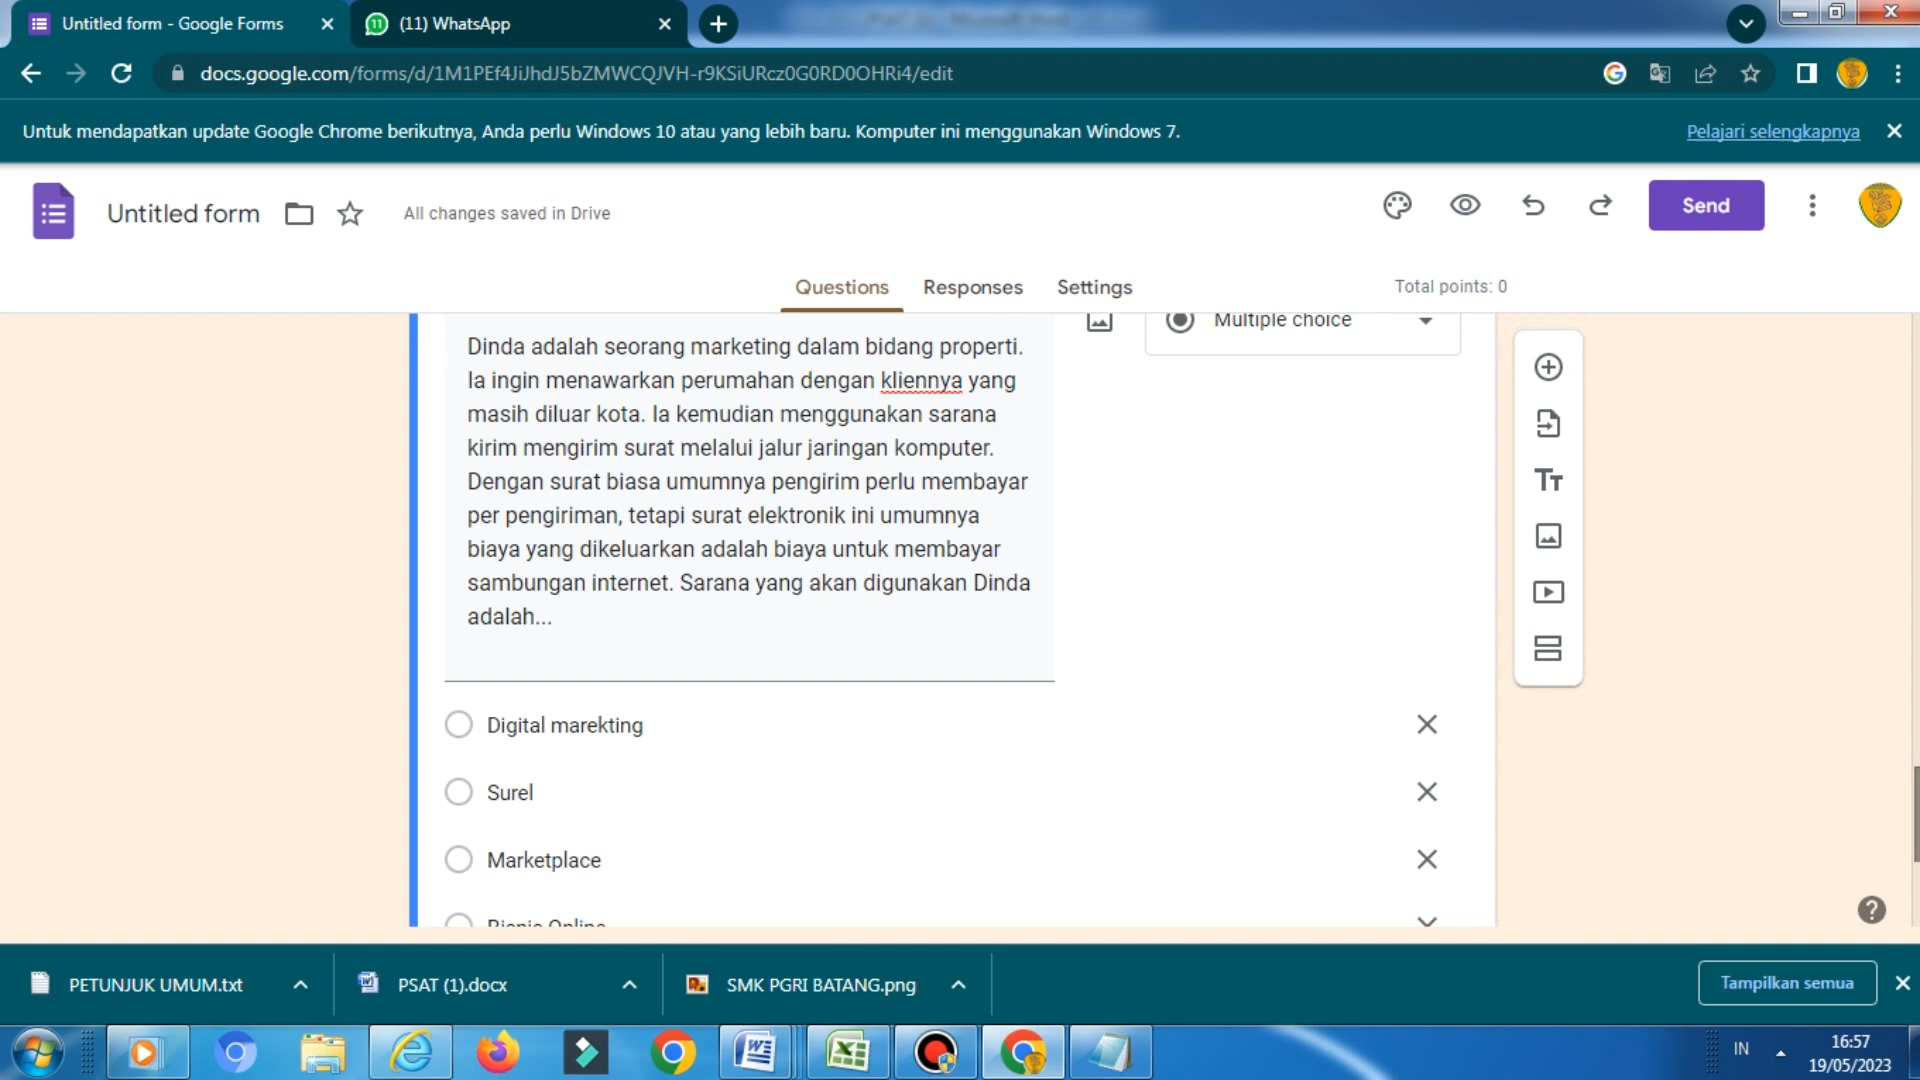 Untitled form - Google Forms
(11) WhatsApp
docs.google.com/forms/d/1M1PEf4JiJhdJ5bZMWCQJVH-r9KSiURcz0G0RD0OHRi4/edit
Untuk mendapatkan update Google Chrome berikutnya, Anda perlu Windows 10 atau yang lebih baru. Komputer ini menggunakan Windows 7.
Pelajari selengkapnya
Untitled form
All changes saved in Drive
Send
Questions
Responses
Settings
Total points: 0
Multiple choice
Dinda adalah seorang marketing dalam bidang properti.
Ia ingin menawarkan perumahan dengan kliennya yang
masih diluar kota. Ia kemudian menggunakan sarana
kirim mengirim surat melalui jalur jaringan komputer.
Dengan surat biasa umumnya pengirim perlu membayar
per pengiriman, tetapi surat elektronik ini umumnya
biaya yang dikeluarkan adalah biaya untuk membayar
sambungan internet. Sarana yang akan digunakan Dinda
adalah...
Digital marekting
Surel
Marketplace
Bisnis Online
PETUNJUK UMUM.txt
PSAT (1).docx
SMK PGRI BATANG.png
Tampilkan semua
IN
16:57
19/05/2023